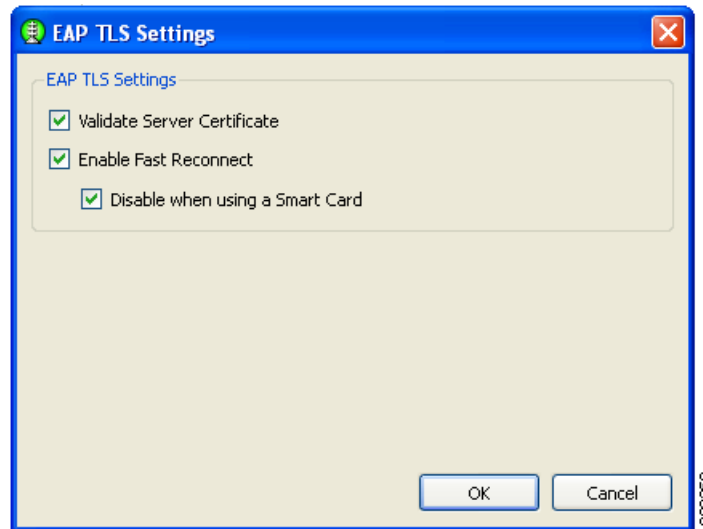 EAP TLS Settings
EAP TLS Settings
Validate Server Certificate
Enable Fast Reconnect
Disable when using a Smart Card
OK
Cancel